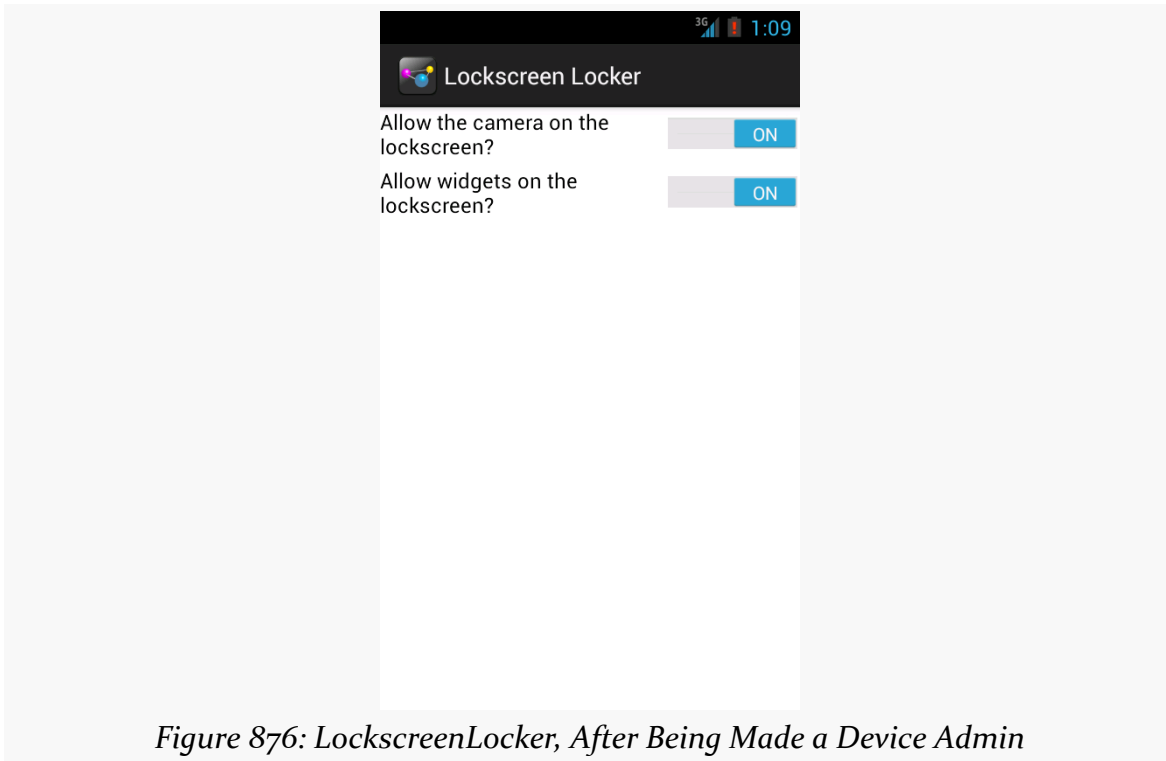 3G 1:09
Lockscreen Locker
Allow the camera on the
lockscreen?
ON
Allow widgets on the
lockscreen?
ON
Figure 876: LockscreenLocker, After Being Made a Device Admin